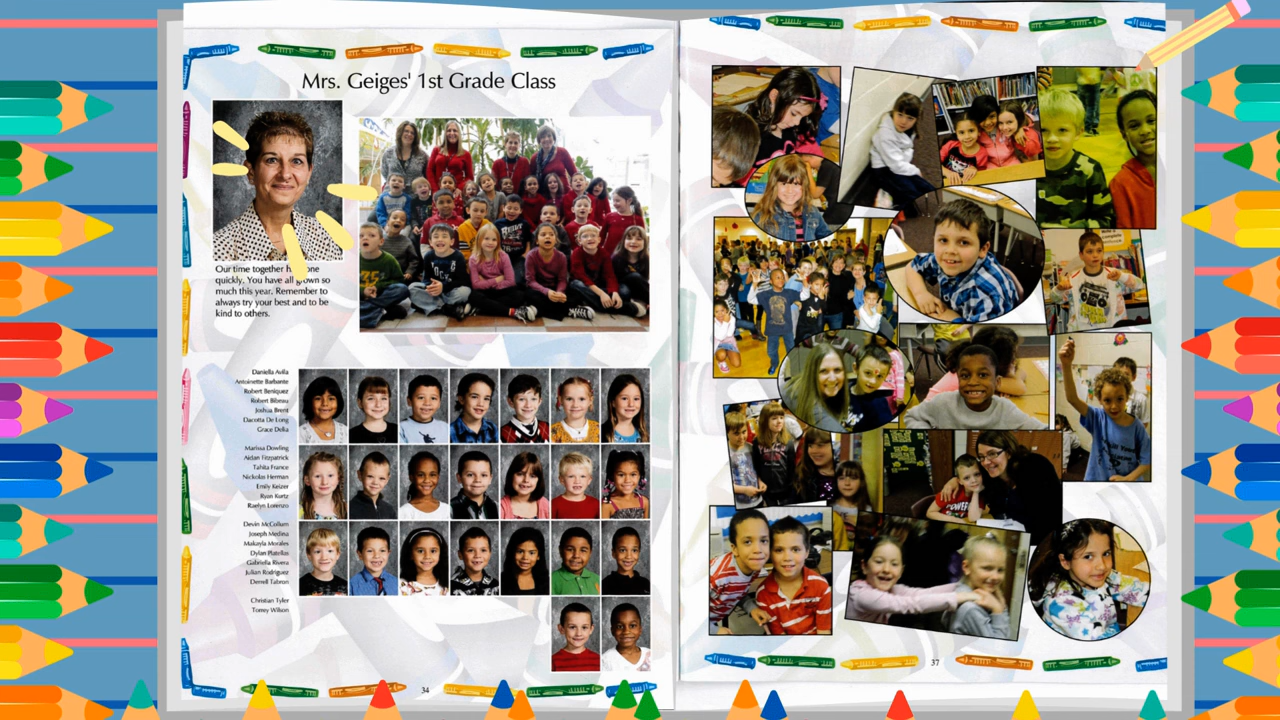 Mrs. Geiges' 1st Grade Class
Our time together h ne
quickly. You have all grown so
much this year. Remember to
always try your best and to be
kind to others.
Daniella Avila
Antoinette Barbante
Robert Beniquez
Robert Bibeau
Joshua Brent
Dacotta De Long
Grace Delia
Marissa Dowling
Aidan Fitzpatrick
Tahita France
Nickolas Herman
Emily Keizer
Ryan Kurtz
Raelyn Lorenzo
Devin McCollum
Joseph Medina
Makayla Morales
Dylan Platellas
Gabriella Rivera
Julian Rodriguez
Derrell Tabron
Christian Tyler
Torrey Wilson
34
37